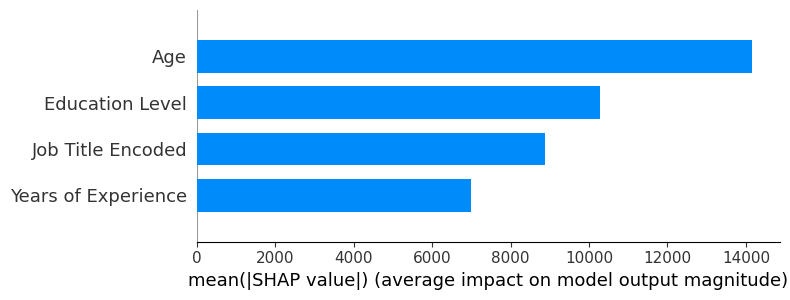 Age
Education Level
Job Title Encoded
Years of Experience
0 2000 4000 6000 8000 10000 12000 14000
mean(|SHAP value|) (average impact on model output magnitude)